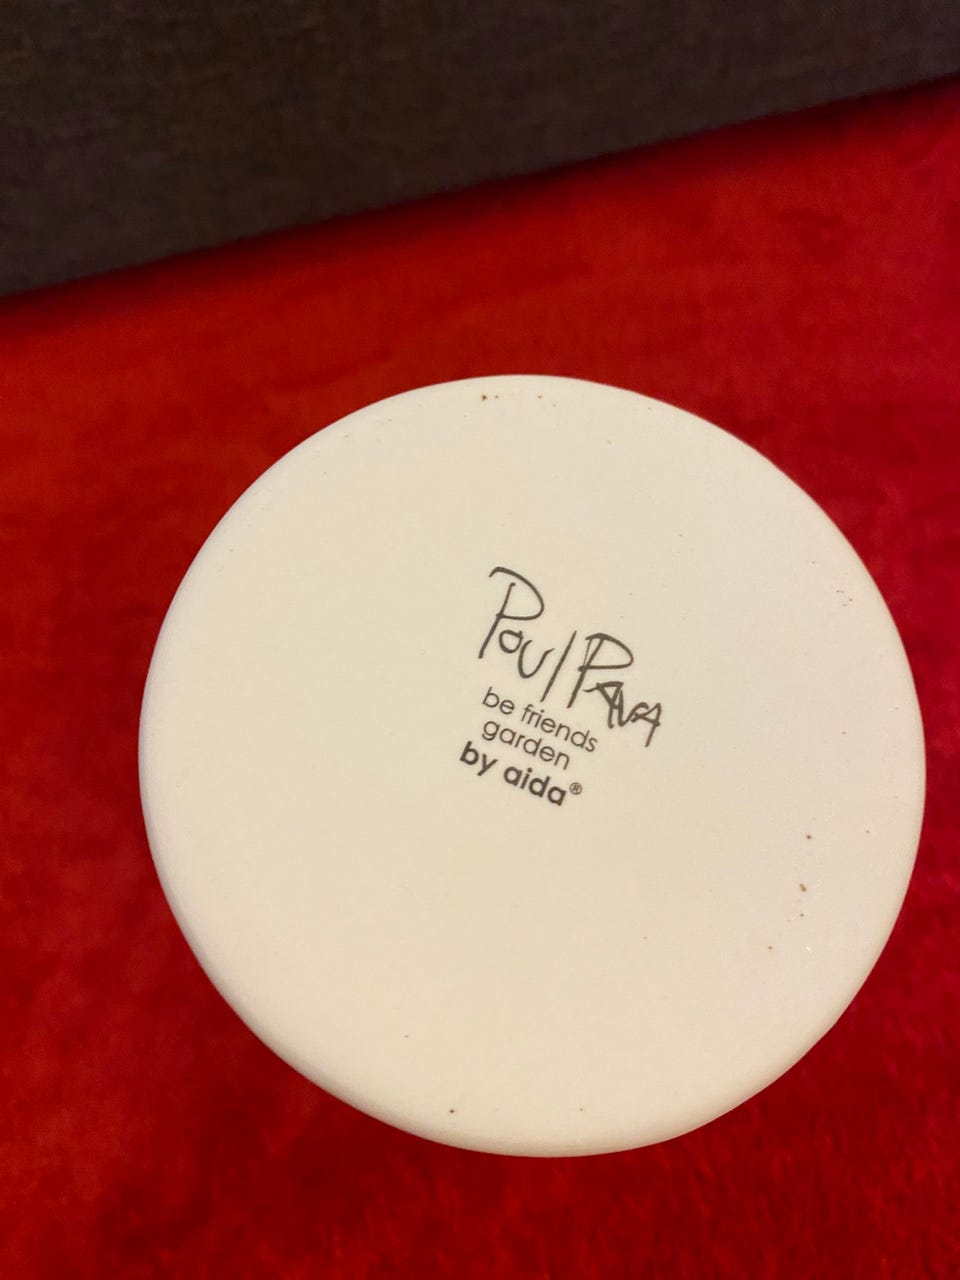 Poul Pava
be friends
garden
by aida®